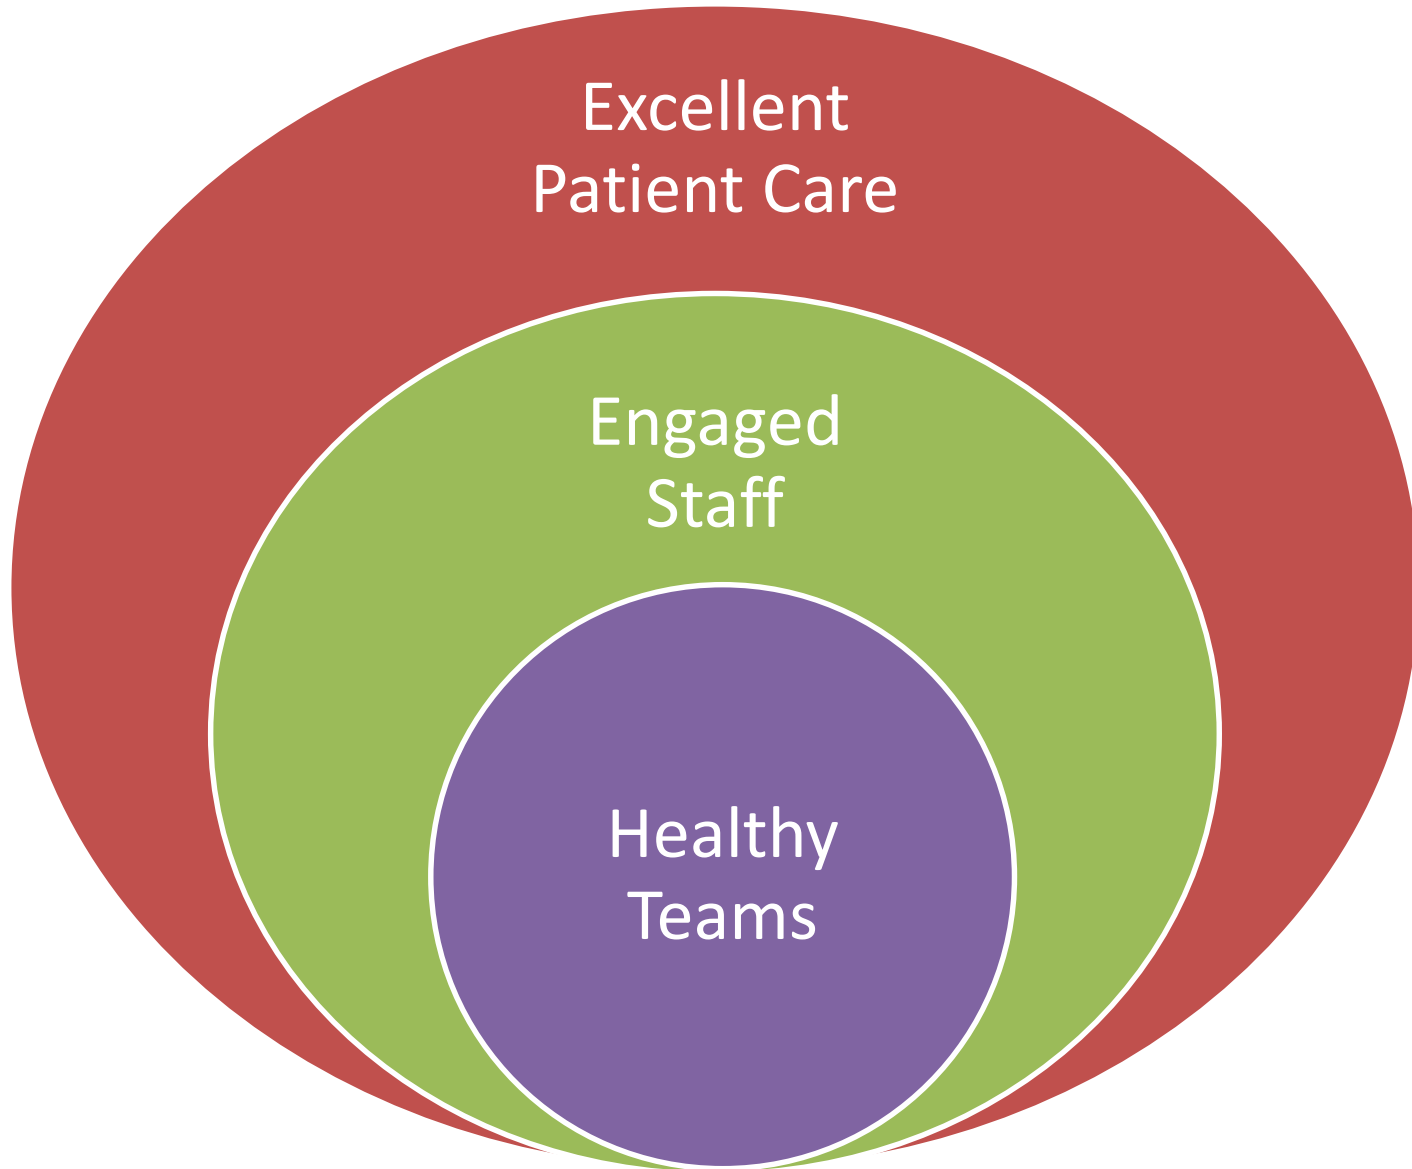 Excellent
Patient Care
Engaged
Staff
Healthy
Teams